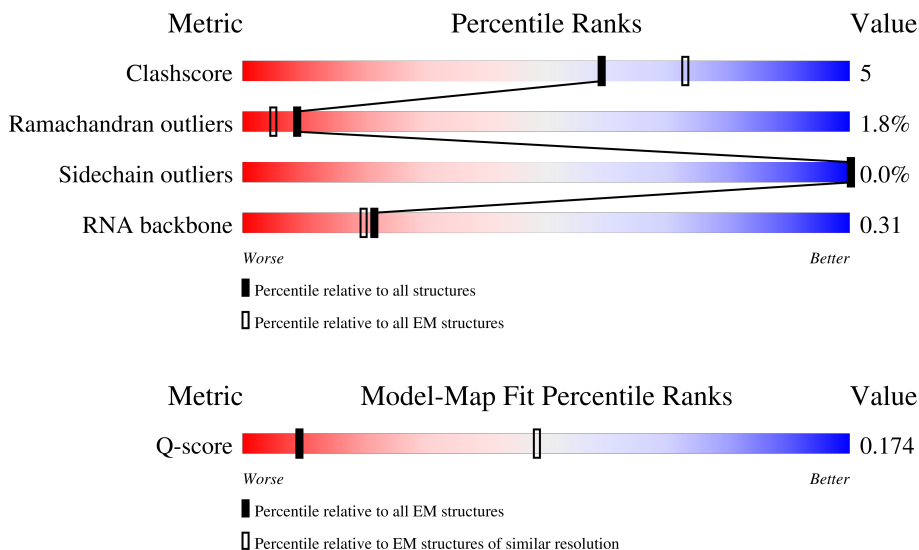 Metric Percentile Ranks Value
Clashscore 5
Ramachandran outliers 1.8%
Sidechain outliers 0.0%
RNA backbone 0.31
Worse Better
Percentile relative to all structures
Percentile relative to all EM structures
Metric Model-Map Fit Percentile Ranks Value
Q-score 0.174
Worse Better
Percentile relative to all EM structures
Percentile relative to EM structures of similar resolution